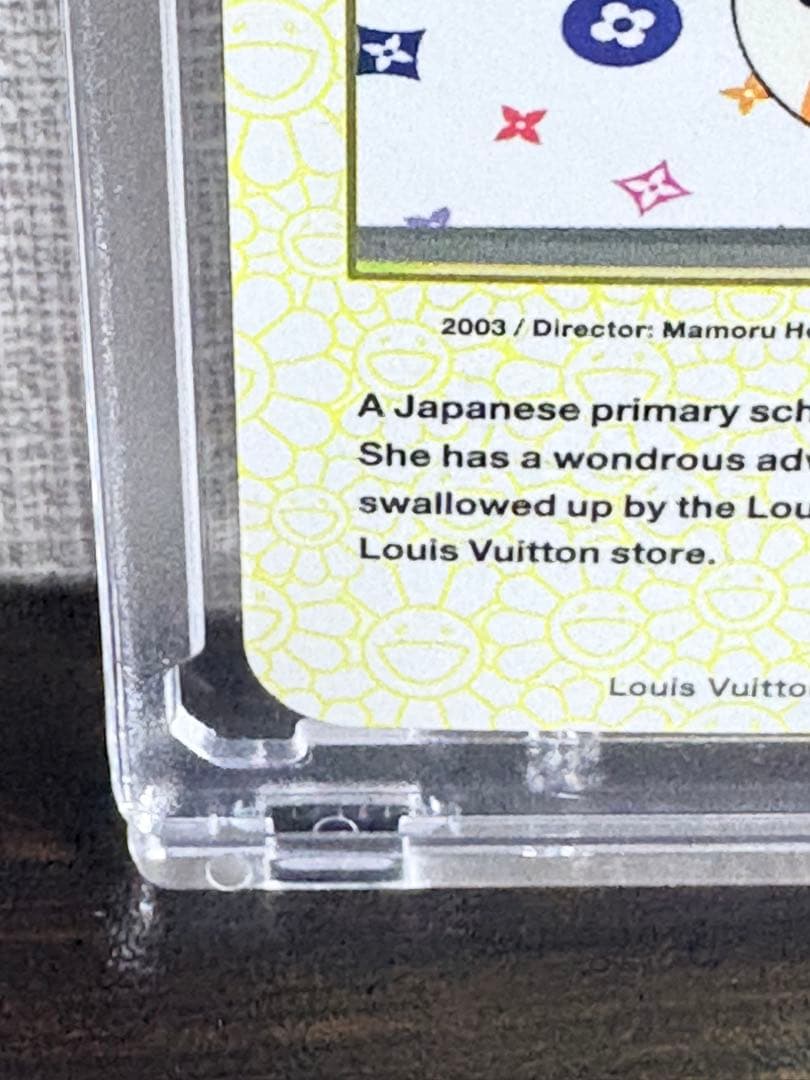 2003 / Director: Mamoru
A Japanese primary
She has a wondrous
swallowed up by the
Louis Vuitton store.
Louis